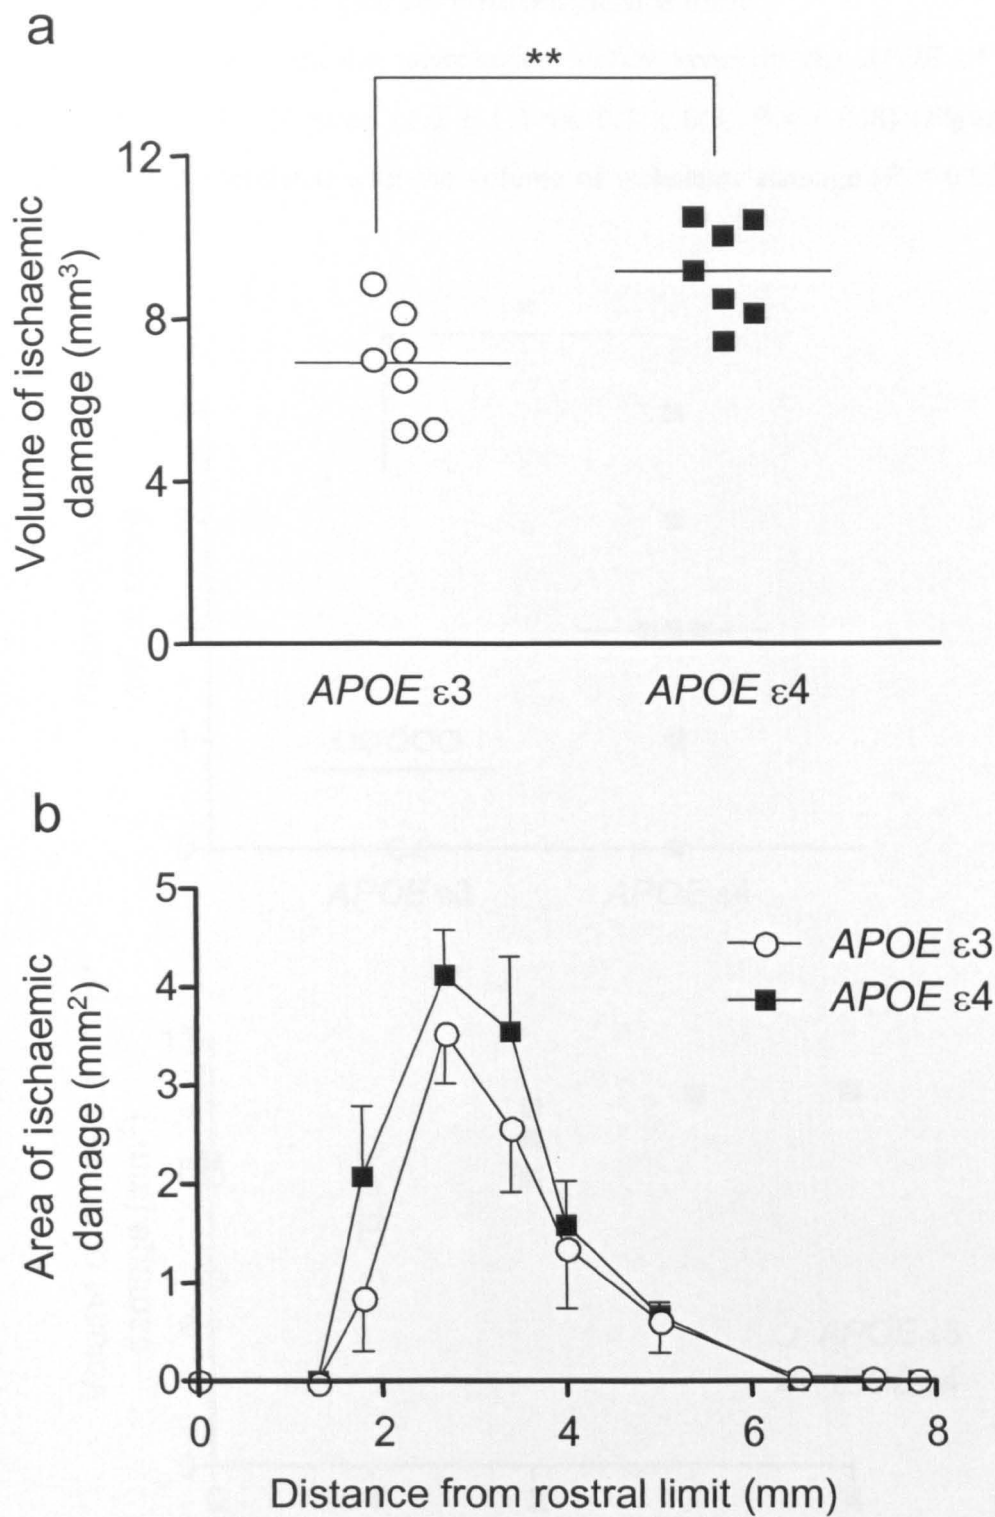 a
**
12
8
4
0
Volume of ischaemic
damage (mm³)
APOE ε3
APOE ε4
b
5
4
3
2
1
0
Area of ischaemic
damage (mm²)
APOE ε3
APOE ε4
0
2
4
6
8
Distance from rostral limit (mm)